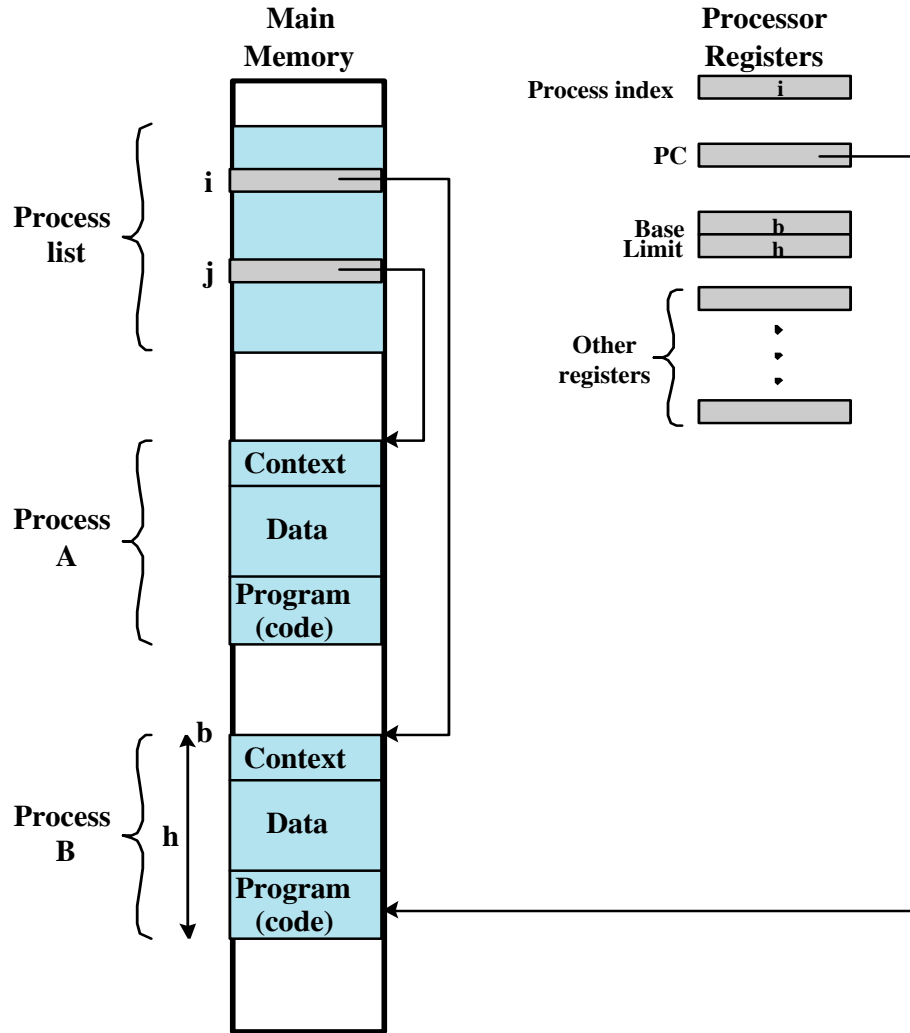 Main
Memory
Processor
Registers
Process index
i
PC
i
Process
list
Base
b
Limit
h
j
Other
registers
Context
Process
A
Data
Program
(code)
b
Context
Process
B
h
Data
Program
(code)